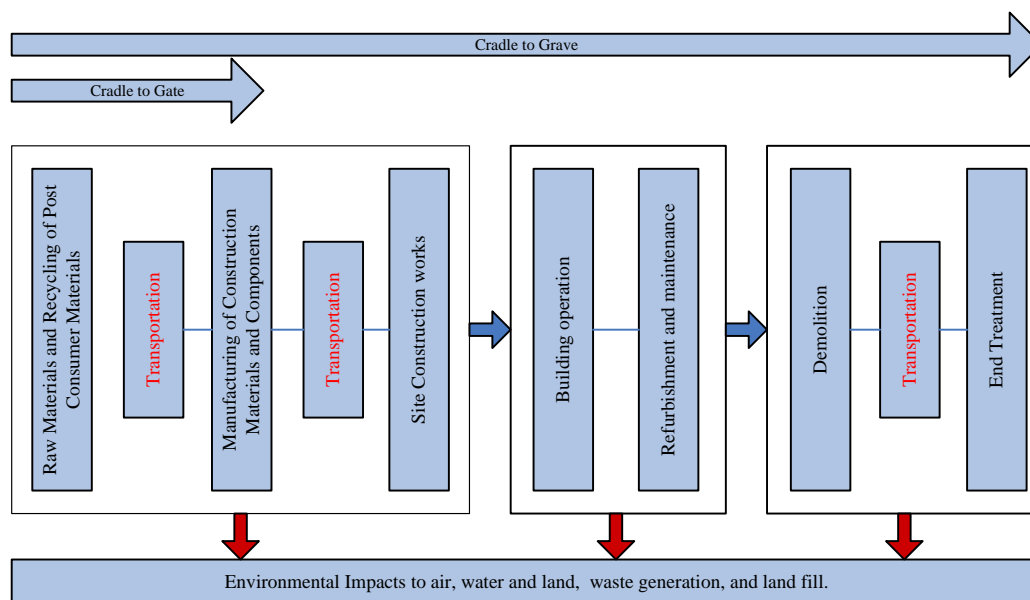 Cradle to Grave
Cradle to Gate
Raw Materials and Recycling of Post
Consumer Materials
Transportation
Manufacturing of Construction
Materials and Components
Transportation
Site Construction works
Building operation
Refurbishment and maintenance
Demolition
Transportation
End Treatment
Environmental Impacts to air, water and land,  waste generation, and land fill.